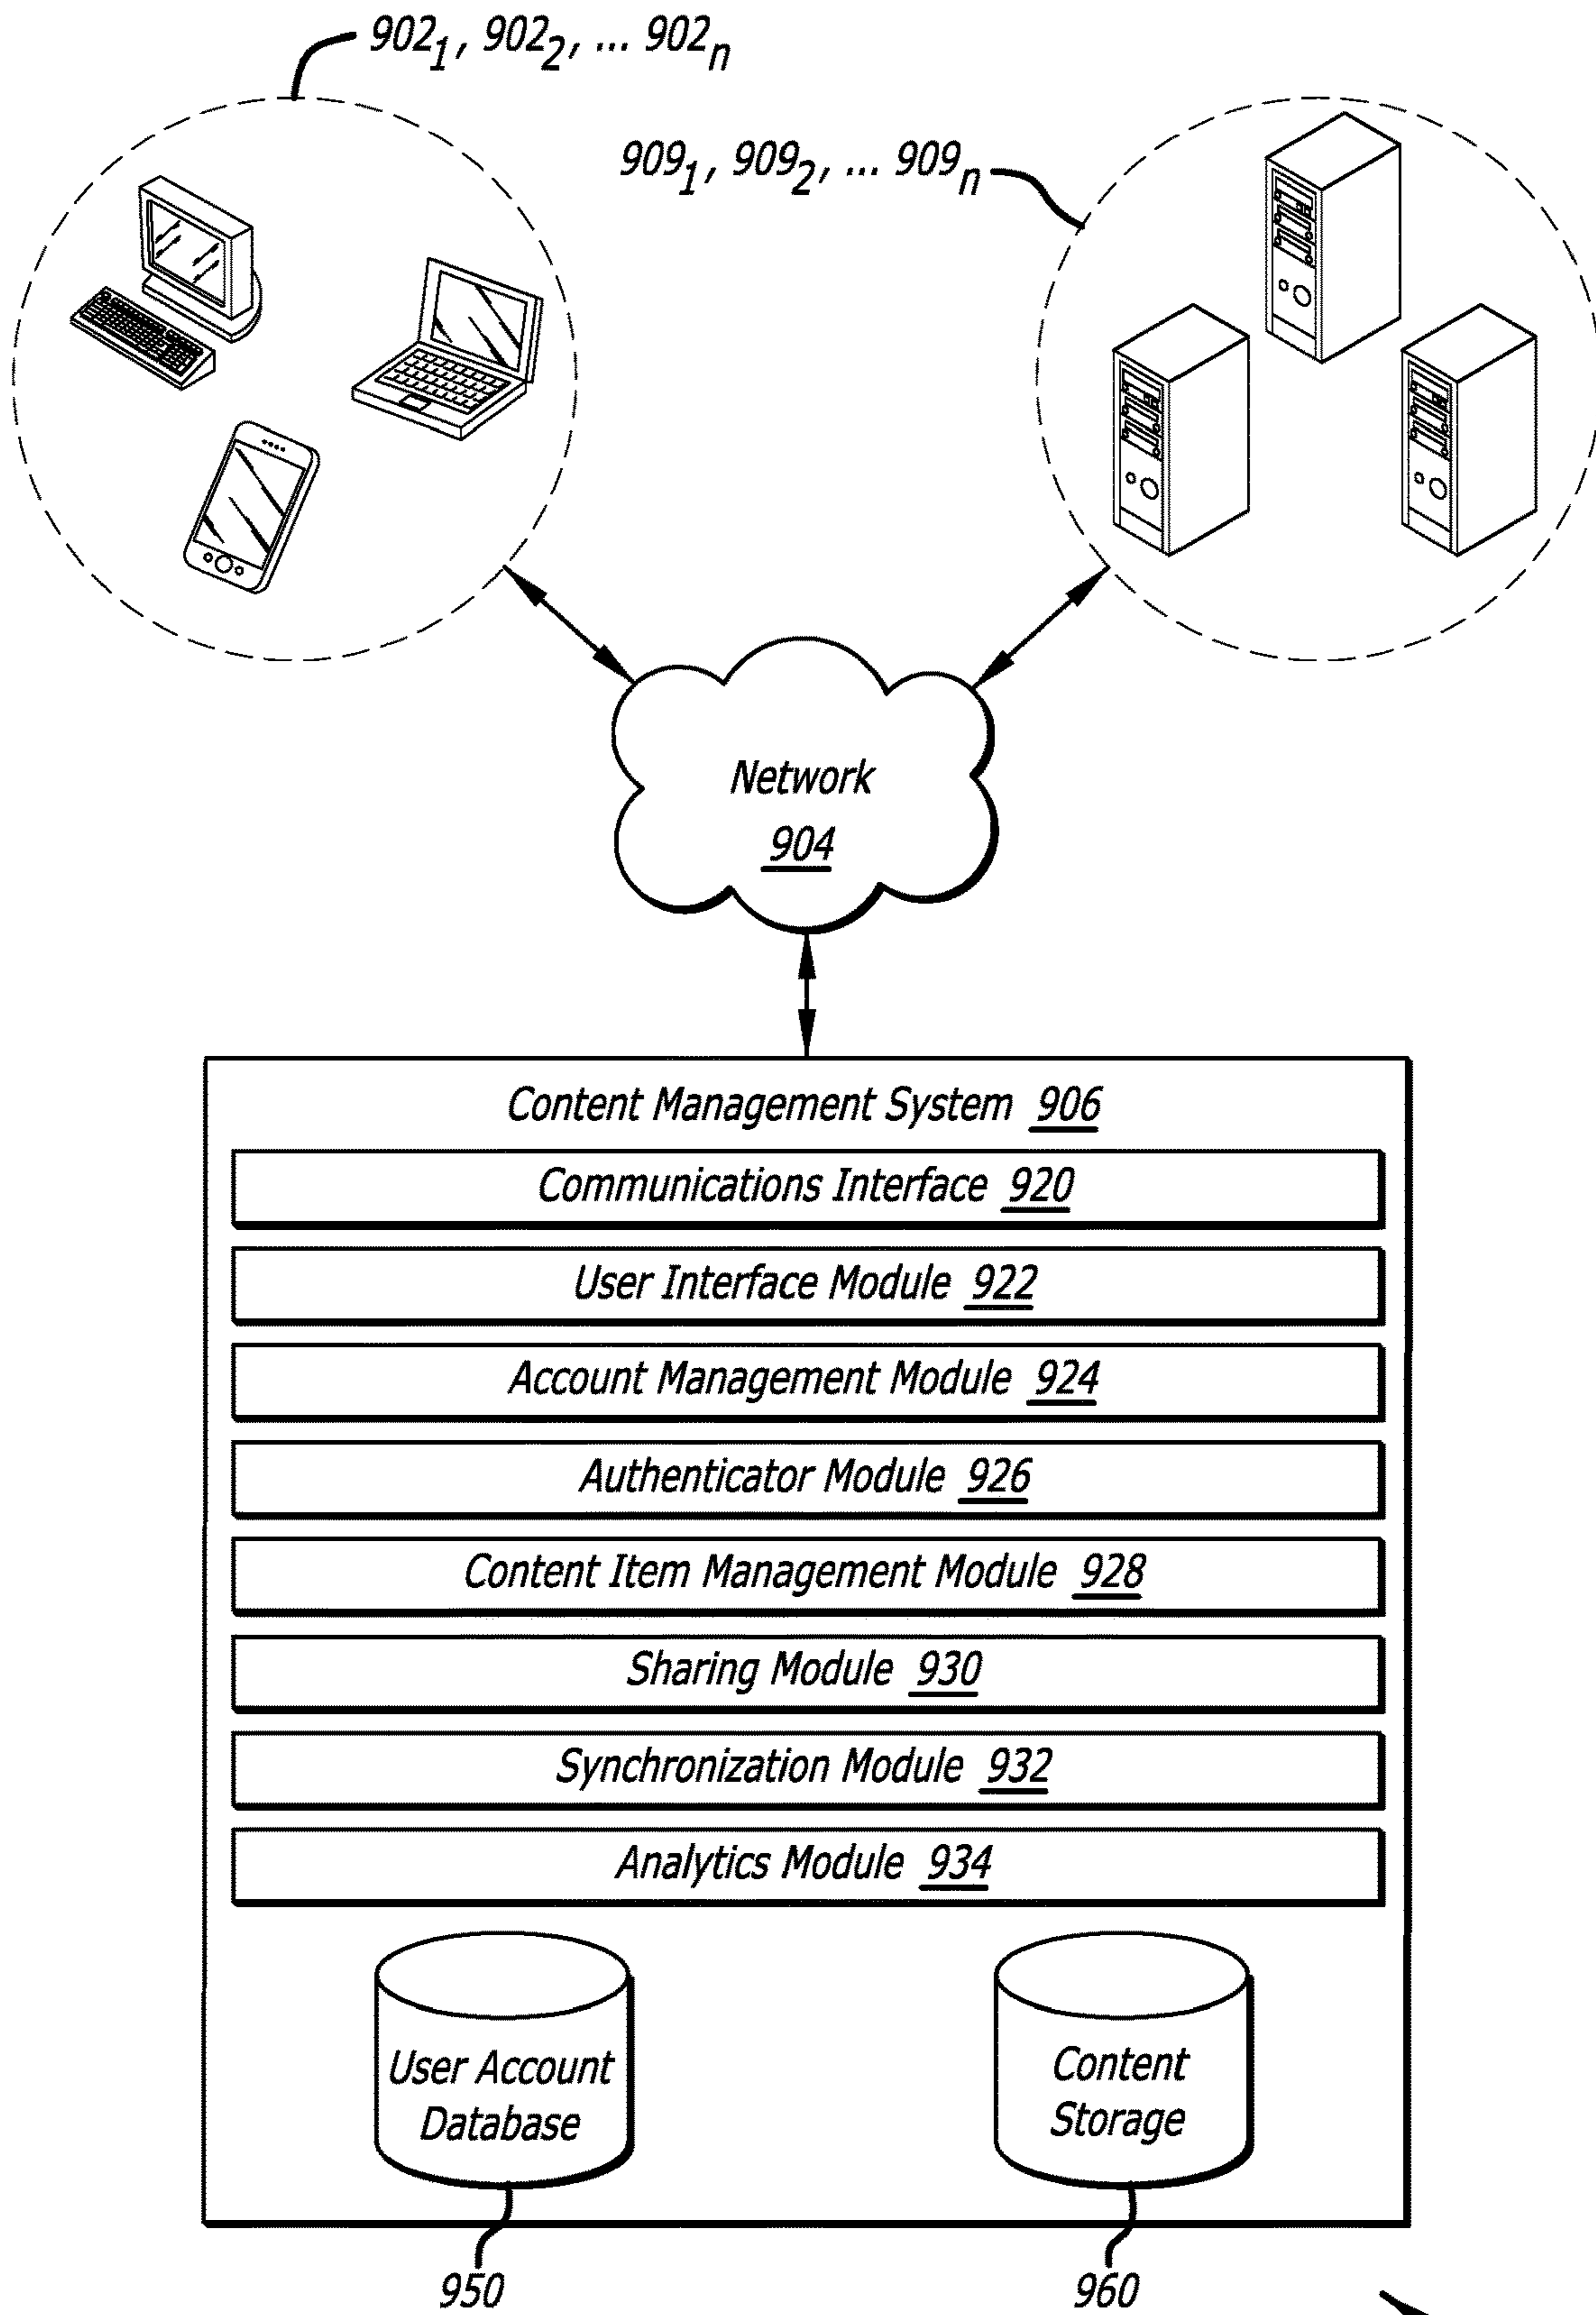 902₁, 902₂, ... 902ₙ
909₁, 909₂, ... 909ₙ
Network
904
Content Management System 906
Communications Interface 920
User Interface Module 922
Account Management Module 924
Authenticator Module 926
Content Item Management Module 928
Sharing Module 930
Synchronization Module 932
Analytics Module 934
User Account
Database
Content
Storage
950
960